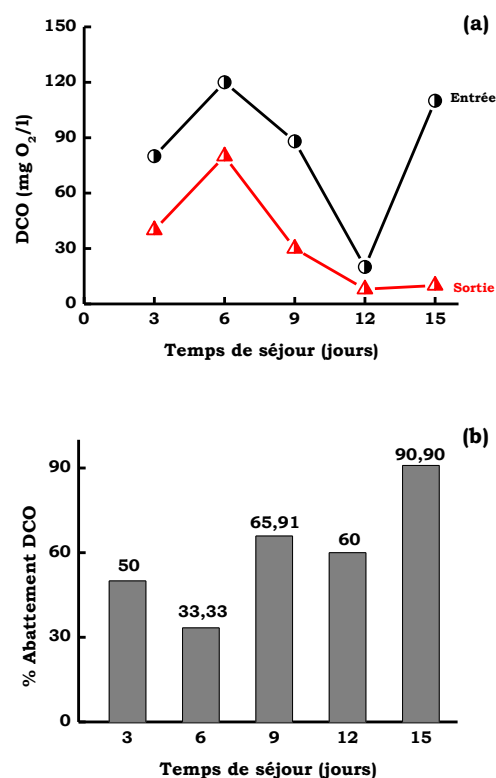 (a)
150
120
90
60
30
0
DCO (mg O₂/l)
Entrée
Sortie
0 3 6 9 12 15
Temps de séjour (jours)
(b)
90
60
30
0
% Abattement DCO
50
33,33
65,91
60
90,90
3 6 9 12 15
Temps de séjour (jours)